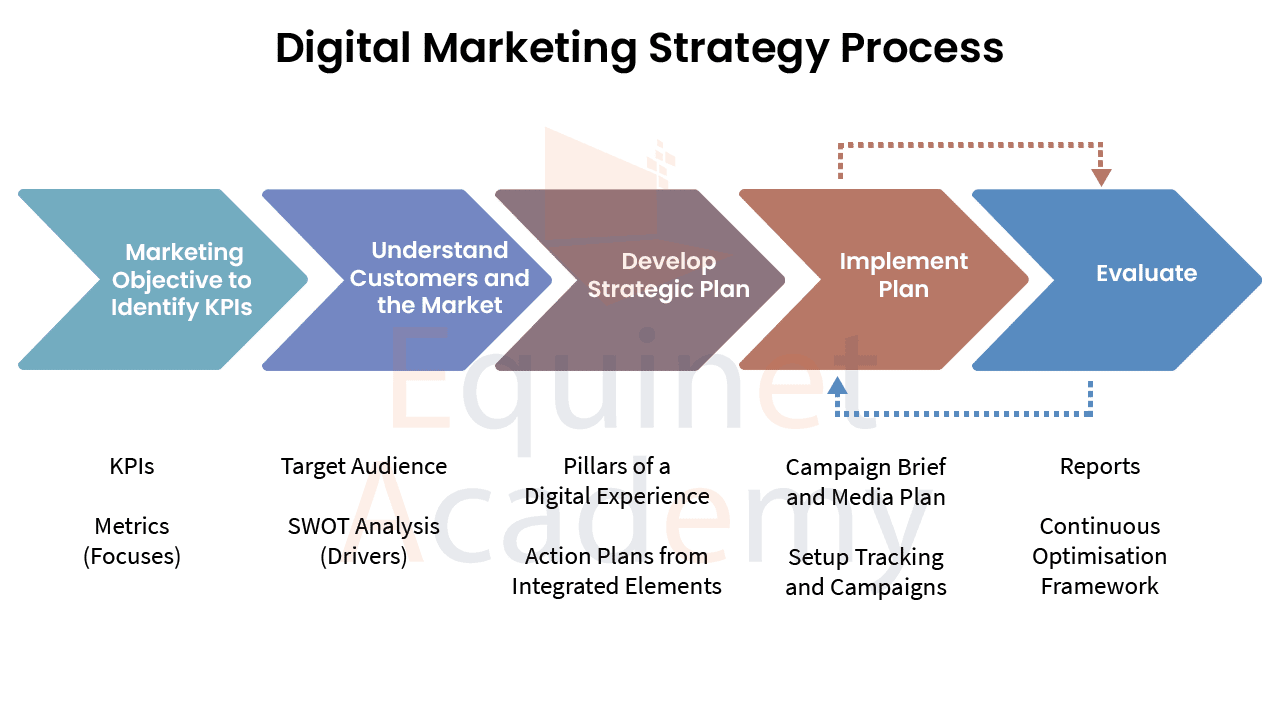 Digital Marketing Strategy Process
Marketing
Objective to
Identify KPIs
Understand
Customers and
the Market
Develop
Strategic Plan
Implement
Plan
Evaluate
Equinet
Academy
KPIs
Metrics
(Focuses)
Target Audience
SWOT Analysis
(Drivers)
Pillars of a
Digital Experience
Action Plans from
Integrated Elements
Campaign Brief
and Media Plan
Setup Tracking
and Campaigns
Reports
Continuous
Optimisation
Framework